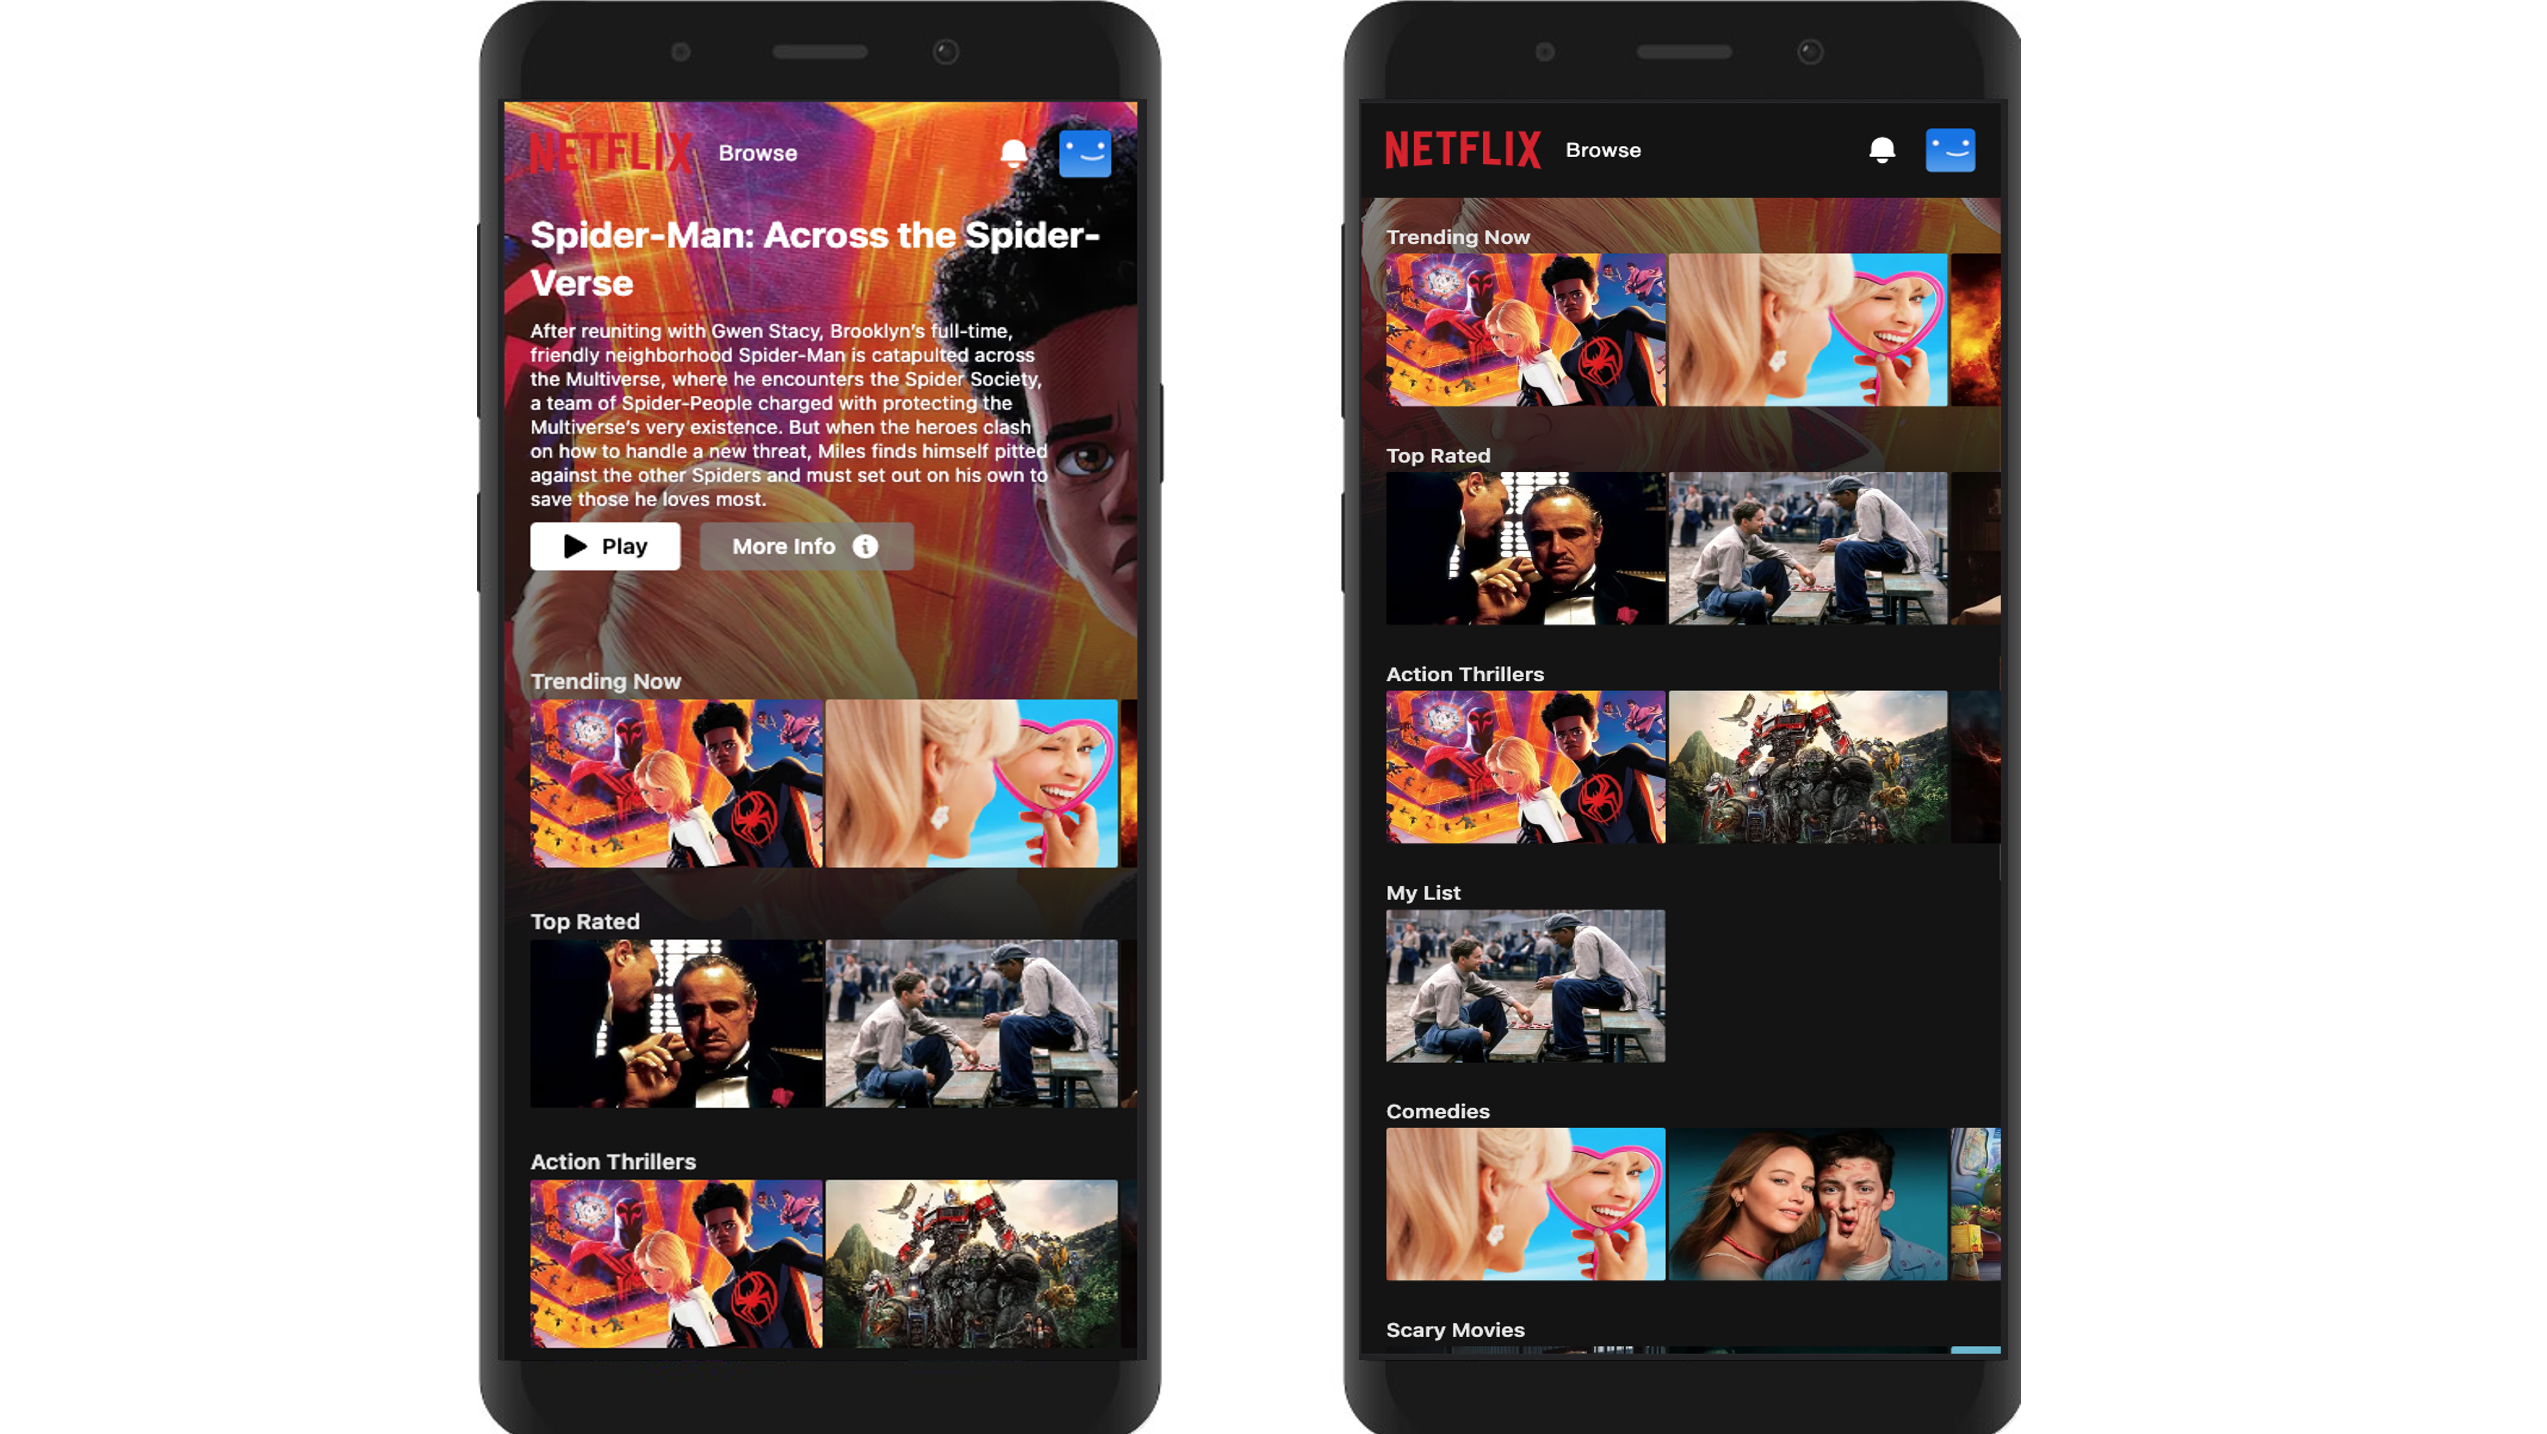 NETFLIX Browse
Spider-Man: Across the Spider-
Verse
After reuniting with Gwen Stacy, Brooklyn's full-time,
friendly neighborhood Spider-Man is catapulted across
the Multiverse, where he encounters the Spider Society,
a team of Spider-People charged with protecting the
Multiverse's very existence. But when the heroes clash
on how to handle a new threat, Miles finds himself pitted
against the other Spiders and must set out on his own to
save those he loves most.
Play More Info
Trending Now
Top Rated
Action Thrillers
NETFLIX Browse
Trending Now
Top Rated
Action Thrillers
My List
Comedies
Scary Movies